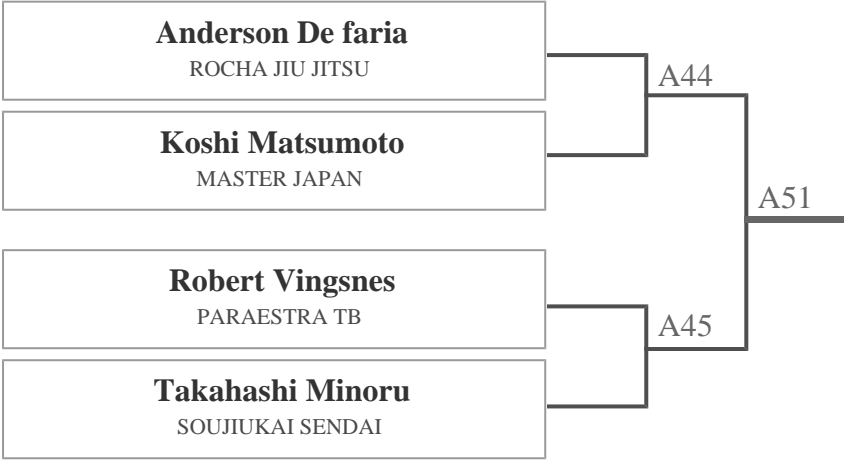 Anderson De faria
ROCHA JIU JITSU
A44
Koshi Matsumoto
MASTER JAPAN
A51
Robert Vingsnes
PARAESTRA TB
A45
Takahashi Minoru
SOUJIUKAI SENDAI